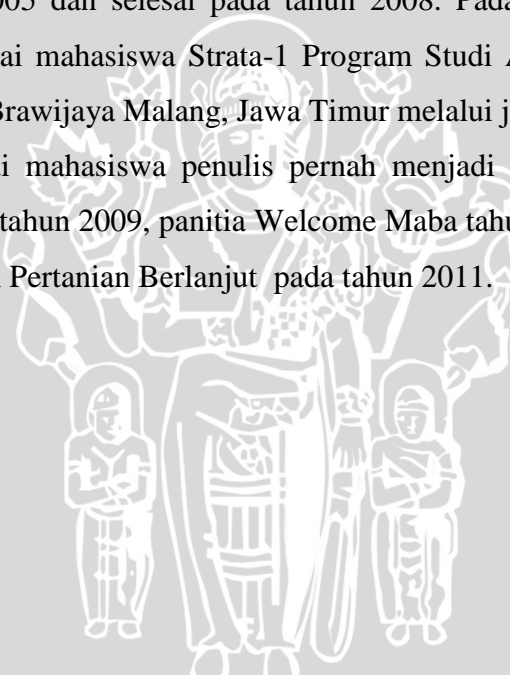 005 dan selesai pada tahun 2008. Pada
ai mahasiswa Strata-1 Program Studi A
Brawijaya Malang, Jawa Timur melalui j
i mahasiswa penulis pernah menjadi
tahun 2009, panitia Welcome Maba tahu
Pertanian Berlanjut pada tahun 2011.